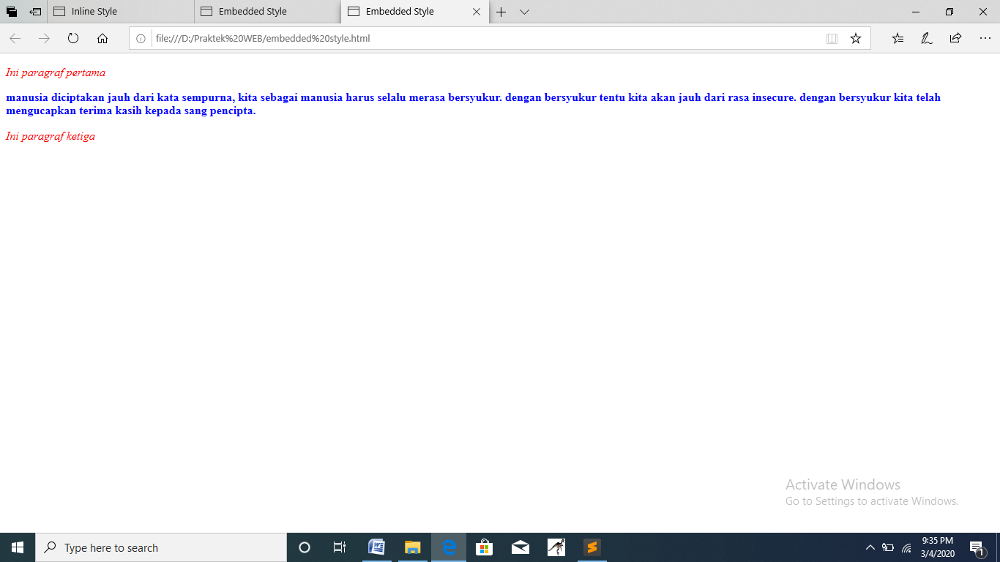 Inline Style
Embedded Style
Embedded Style
file:///D:/Praktek%20WEB/embedded%20style.html
Ini paragraf pertama
manusia diciptakan jauh dari kata sempurna, kita sebagai manusia harus selalu merasa bersyukur. dengan bersyukur tentu kita akan jauh dari rasa insecure. dengan bersyukur kita telah
mengucapkan terima kasih kepada sang pencipta.
Ini paragraf ketiga
Activate Windows
Go to Settings to activate Windows.
Type here to search
9:35 PM
3/4/2020
1